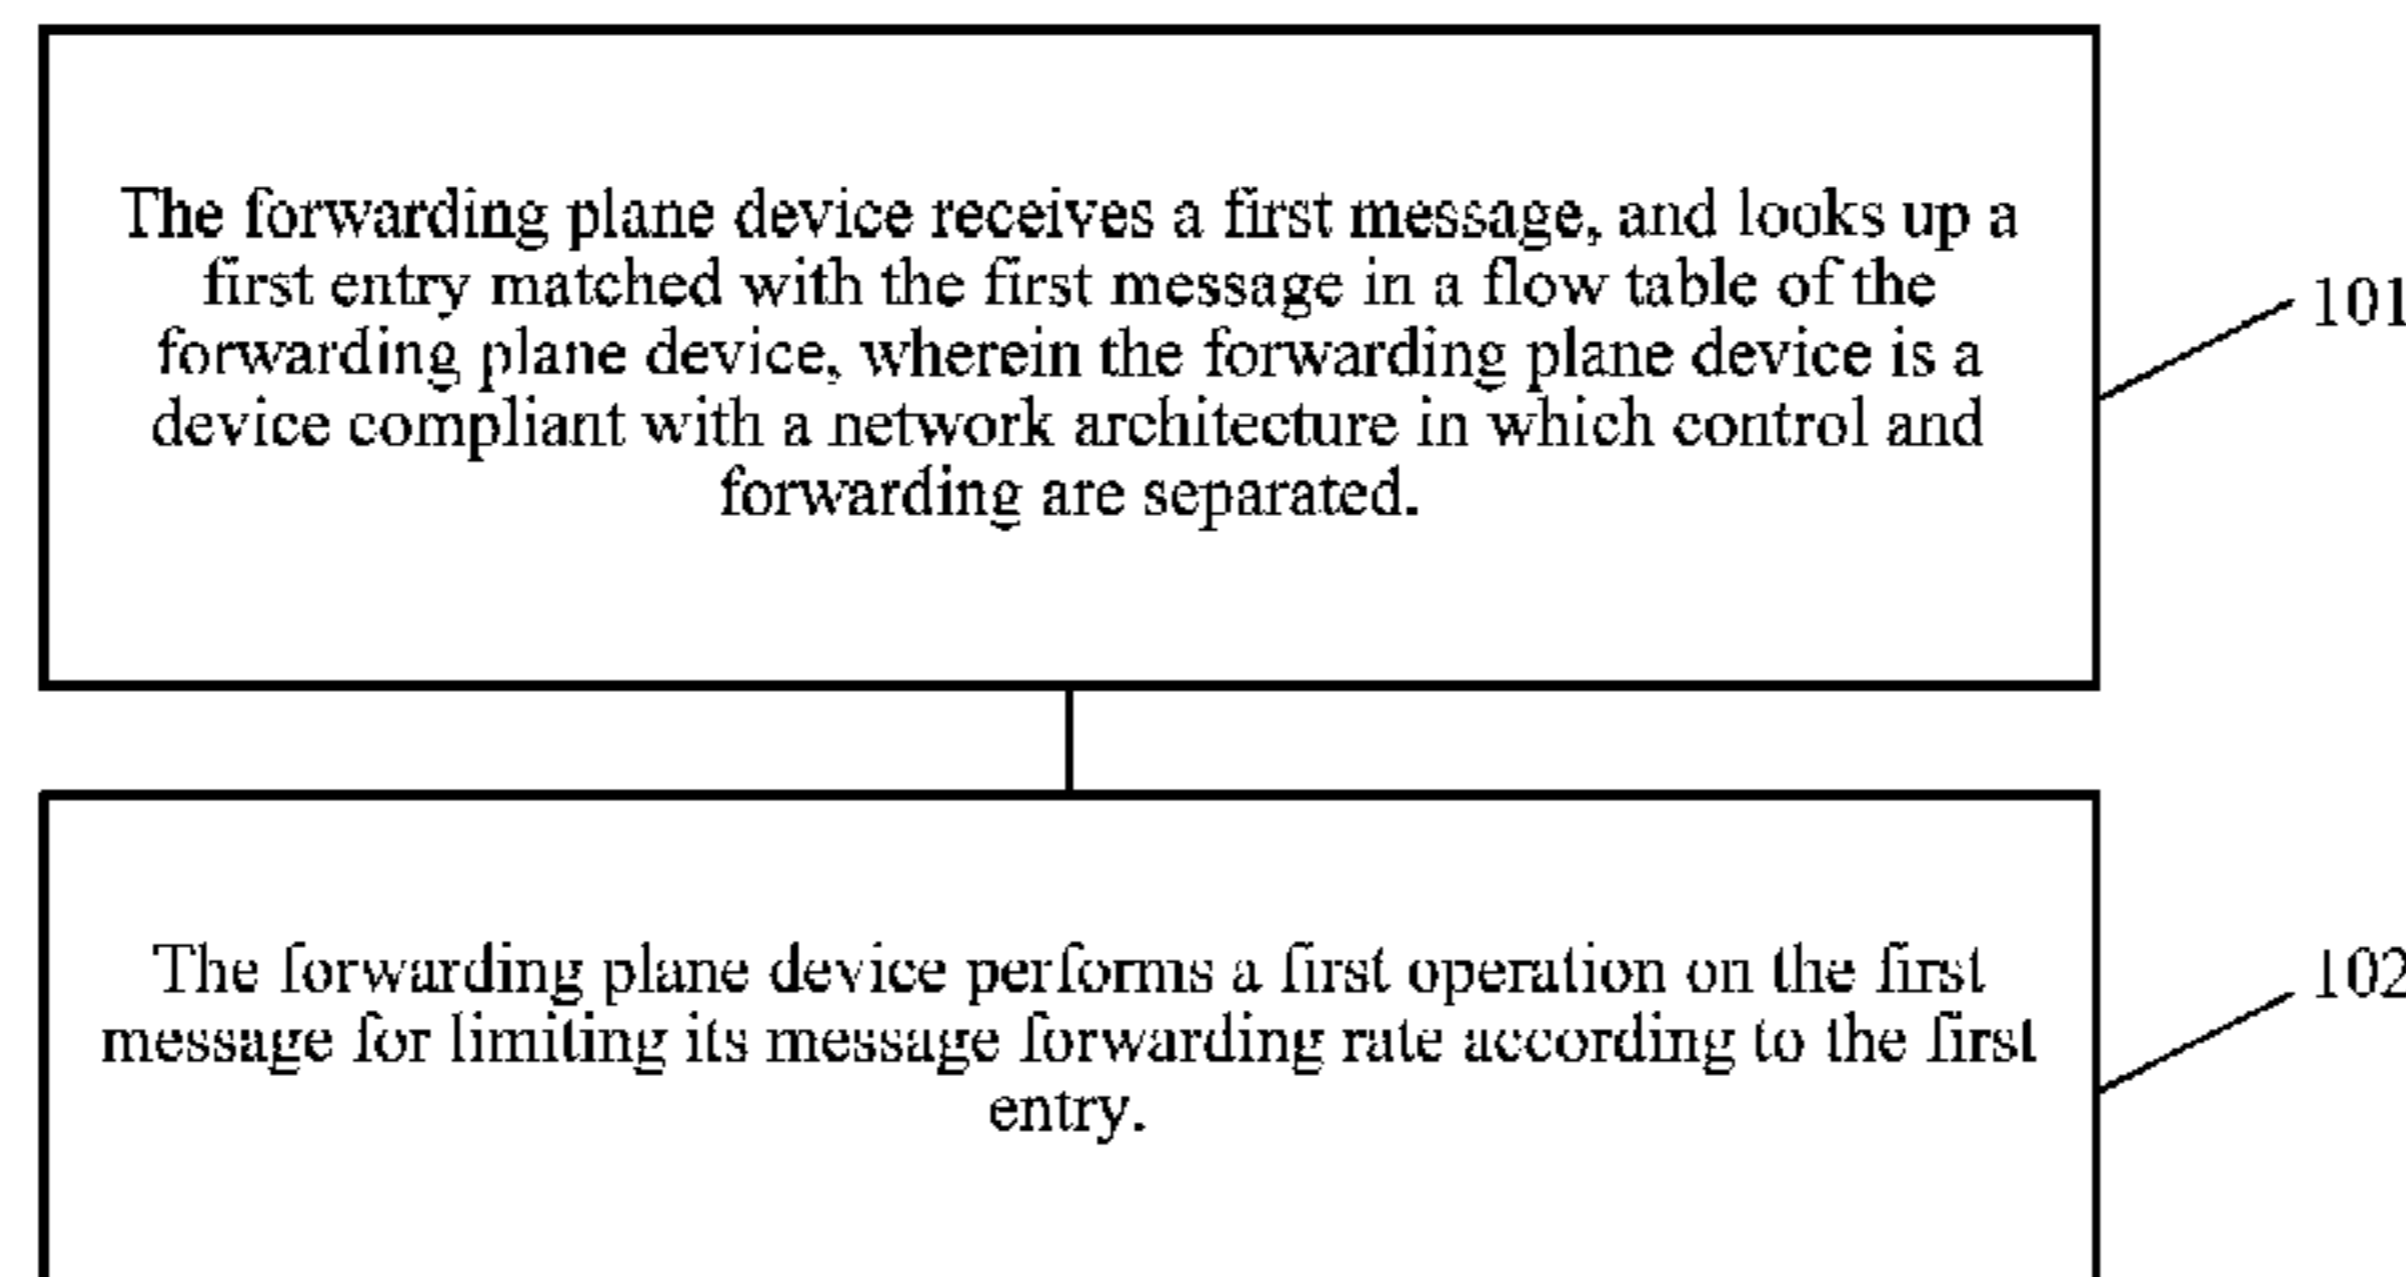 The forwarding plane device receives a first message, and looks up a
first entry matched with the first message in a flow table of the
forwarding plane device, wherein the forwarding plane device is a
device compliant with a network architecture in which control and
forwarding are separated.
101
The forwarding plane device performs a first operation on the first
message for limiting its message forwarding rate according to the first
entry.
102